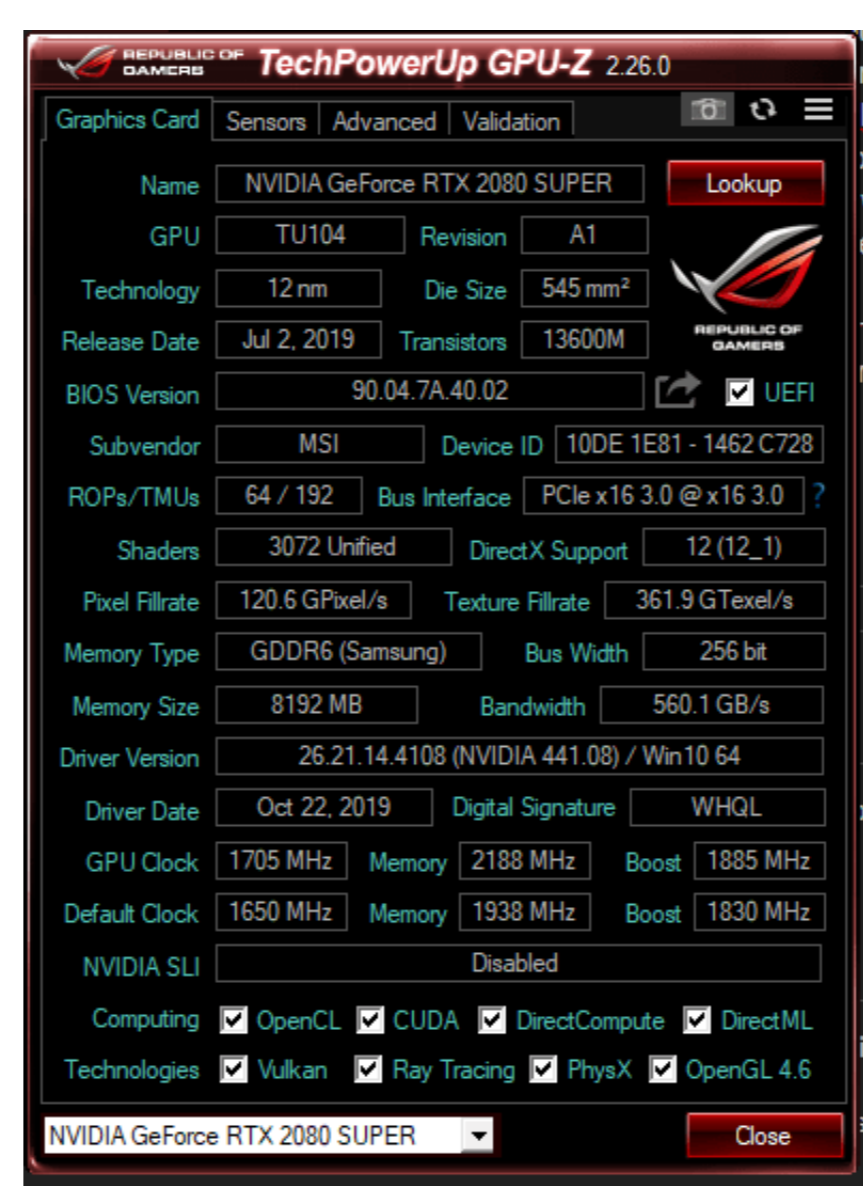 REPUBLIC OF GAMERS TechPowerUp GPU-Z 2.26.0
Graphics Card Sensors Advanced Validation
Name NVIDIA GeForce RTX 2080 SUPER Lookup
GPU TU104 Revision A1
Technology 12 nm Die Size 545 mm²
REPUBLIC OF GAMERS
Release Date Jul 2, 2019 Transistors 13600M
BIOS Version 90.04.7A.40.02 UEFI
Subvendor MSI Device ID 10DE 1E81 - 1462 C728
ROPs/TMUs 64 / 192 Bus Interface PCIe x16 3.0 @ x16 3.0 ?
Shaders 3072 Unified DirectX Support 12 (12_1)
Pixel Fillrate 120.6 GPixel/s Texture Fillrate 361.9 GTexel/s
Memory Type GDDR6 (Samsung) Bus Width 256 bit
Memory Size 8192 MB Bandwidth 560.1 GB/s
Driver Version 26.21.14.4108 (NVIDIA 441.08) / Win10 64
Driver Date Oct 22, 2019 Digital Signature WHQL
GPU Clock 1705 MHz Memory 2188 MHz Boost 1885 MHz
Default Clock 1650 MHz Memory 1938 MHz Boost 1830 MHz
NVIDIA SLI Disabled
Computing OpenCL CUDA DirectCompute DirectML
Technologies Vulkan Ray Tracing PhysX OpenGL 4.6
NVIDIA GeForce RTX 2080 SUPER Close